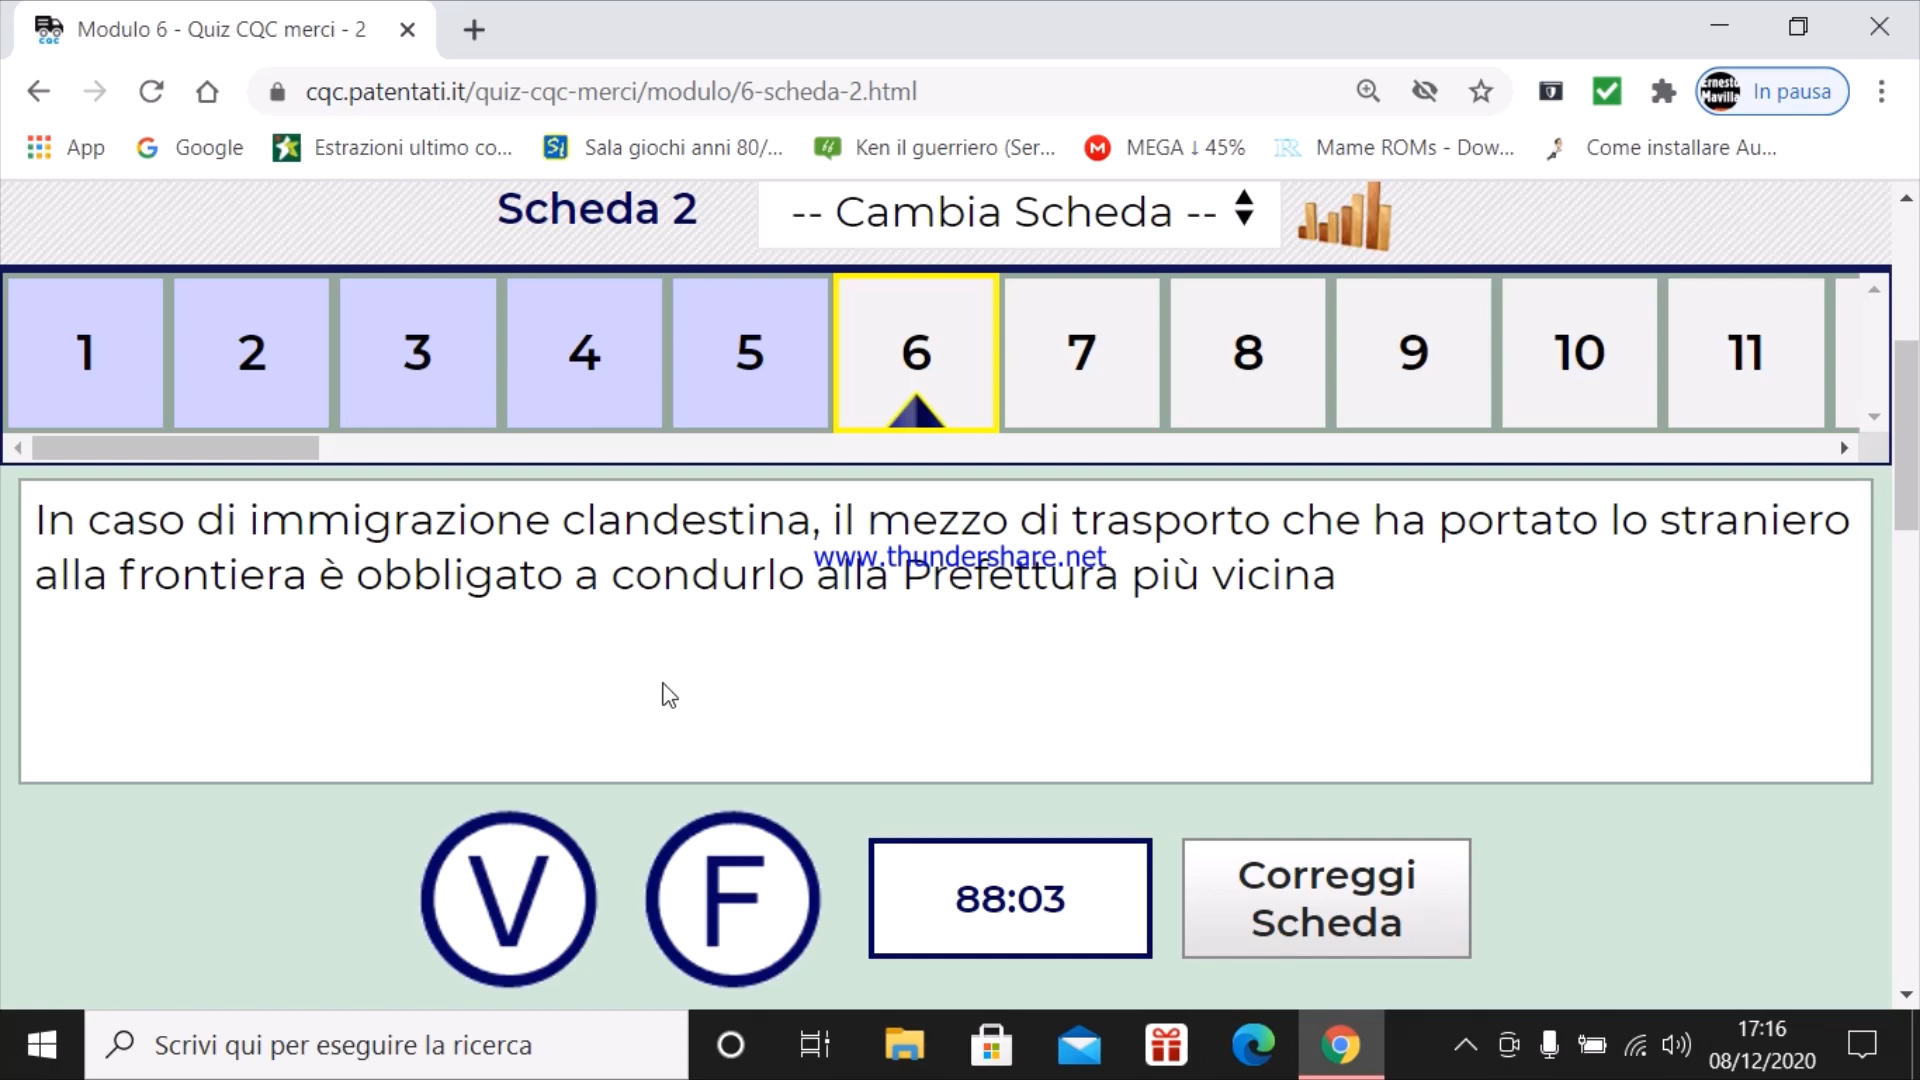 Modulo 6 - Quiz CQC merci - 2
cqc.patentati.it/quiz-cqc-merci/modulo/6-scheda-2.html
In pausa
App
Google
Estrazioni ultimo co...
Sala giochi anni 80/...
Ken il guerriero (Ser...
MEGA ↓ 45%
Mame ROMs - Dow...
Come installare Au...
Scheda 2
-- Cambia Scheda --
1 2 3 4 5 6 7 8 9 10 11
In caso di immigrazione clandestina, il mezzo di trasporto che ha portato lo straniero
alla frontiera è obbligato a condurlo alla Prefettura più vicina
www.thundershare.net
V F
88:03
Correggi
Scheda
Scrivi qui per eseguire la ricerca
17:16
08/12/2020